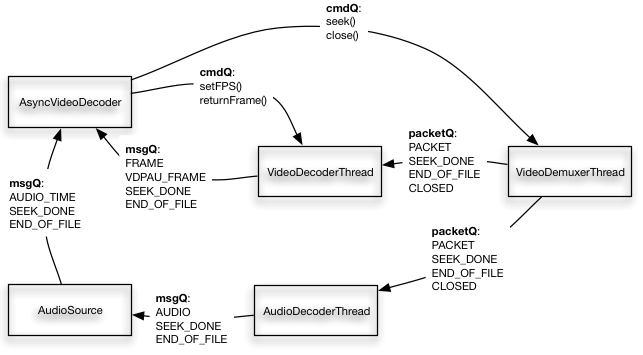 cmdQ:
seek()
close()
AsyncVideoDecoder
cmdQ:
setFPS()
returnFrame()
msgQ:
FRAME
VDPAU_FRAME
SEEK_DONE
END_OF_FILE
VideoDecoderThread
packetQ:
PACKET
SEEK_DONE
END_OF_FILE
CLOSED
VideoDemuxerThread
msgQ:
AUDIO_TIME
SEEK_DONE
END_OF_FILE
packetQ:
PACKET
SEEK_DONE
END_OF_FILE
CLOSED
AudioSource
msgQ:
AUDIO
SEEK_DONE
END_OF_FILE
AudioDecoderThread